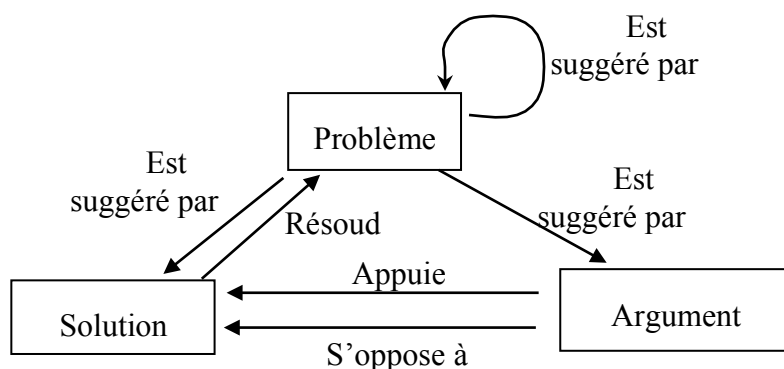 Est
suggéré par
Problème
Est
suggéré par
Est
suggéré par
Résoud
Appuie
Solution
Argument
S’oppose à